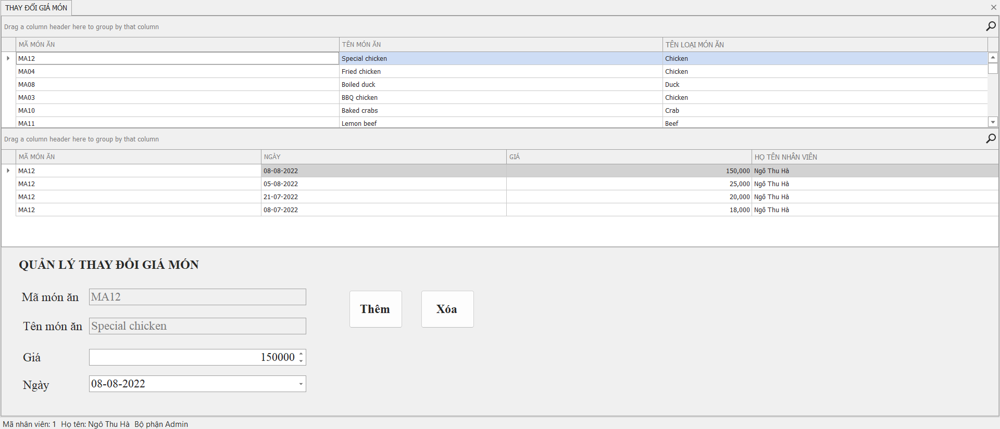 THAY ĐỔI GIÁ MÓN
Drag a column header here to group by that column
MÃ MÓN ĂN TÊN MÓN ĂN TÊN LOẠI MÓN ĂN
MA12 Special chicken Chicken
MA04 Fried chicken Chicken
MA08 Boiled duck Duck
MA03 BBQ chicken Chicken
MA10 Baked crabs Crab
MA11 Lemon beef Beef
Drag a column header here to group by that column
MÃ MÓN ĂN NGÀY GIÁ HỌ TÊN NHÂN VIÊN
MA12 08-08-2022 150,000 Ngô Thu Hà
MA12 05-08-2022 25,000 Ngô Thu Hà
MA12 21-07-2022 20,000 Ngô Thu Hà
MA12 08-07-2022 18,000 Ngô Thu Hà
QUẢN LÝ THAY ĐỔI GIÁ MÓN
Mã món ăn MA12
Thêm Xóa
Tên món ăn Special chicken
Giá 150000
Ngày 08-08-2022
Mã nhân viên: 1 Họ tên: Ngô Thu Hà Bộ phận Admin